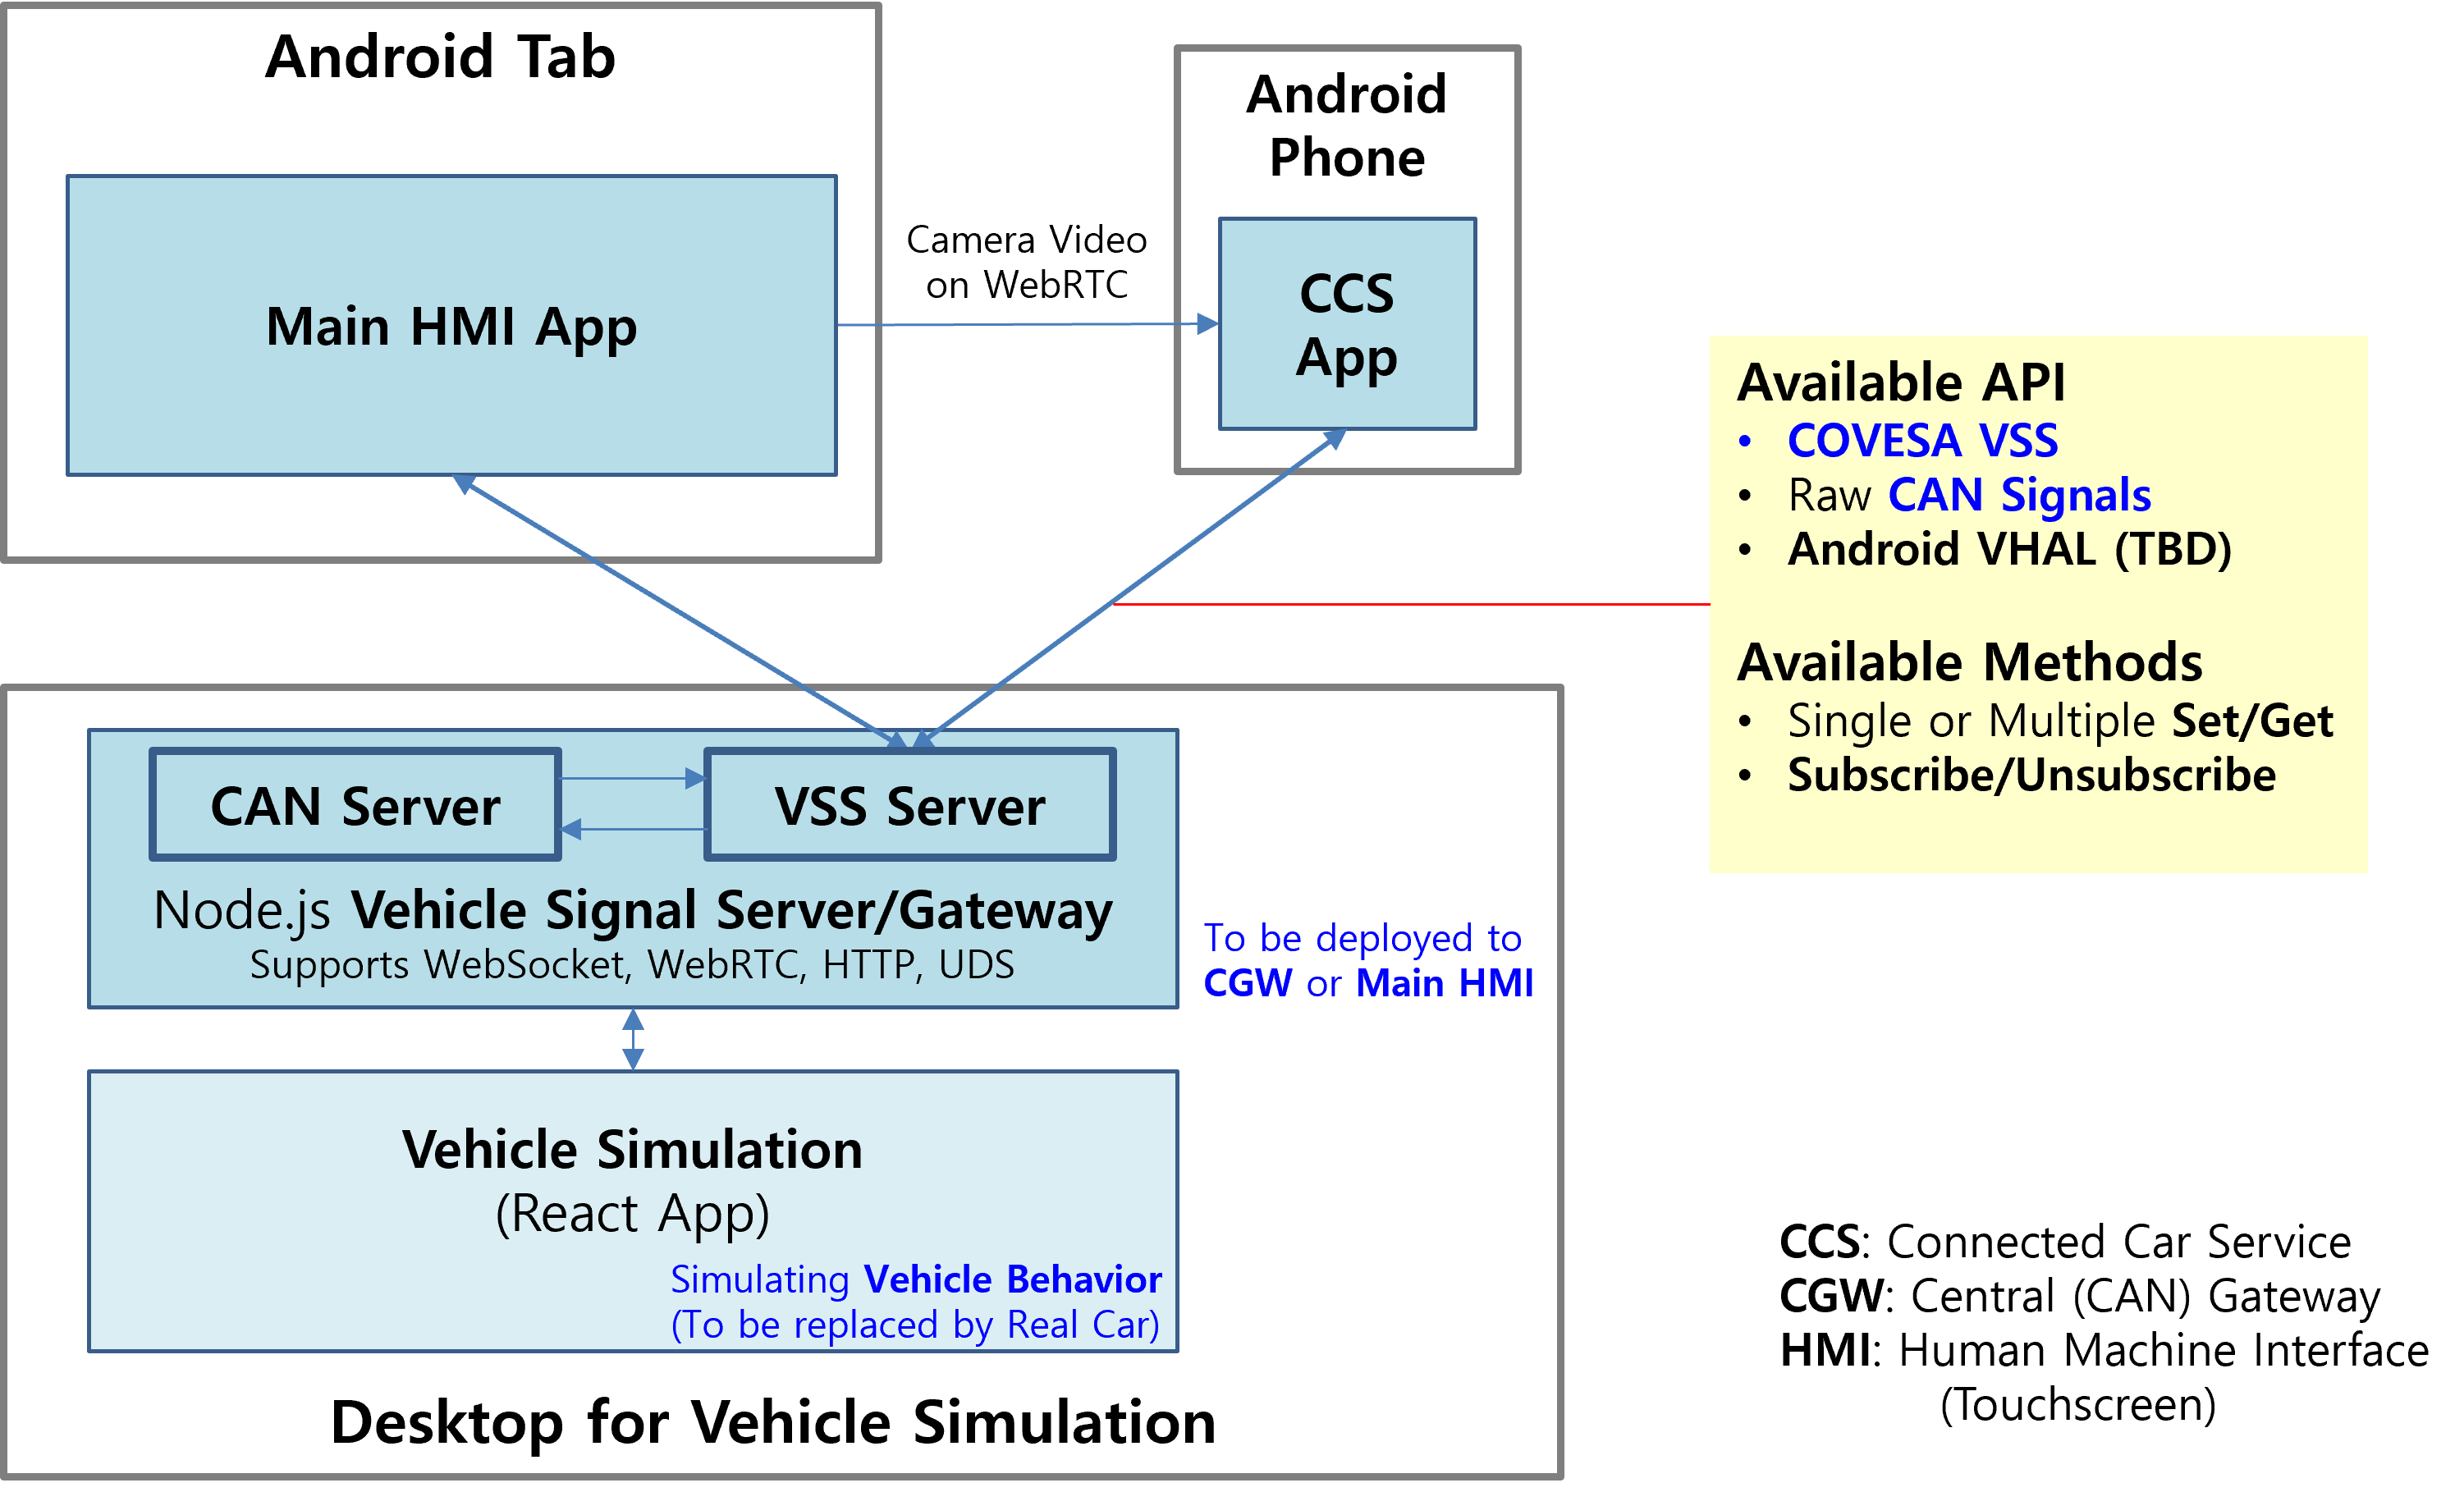 Android Tab
Main HMI App
Camera Video
on WebRTC
Android
Phone
CCS
App
Available API
• COVESA VSS
• Raw CAN Signals
• Android VHAL (TBD)
Available Methods
• Single or Multiple Set/Get
• Subscribe/Unsubscribe
CAN Server
VSS Server
Node.js Vehicle Signal Server/Gateway
Supports WebSocket, WebRTC, HTTP, UDS
To be deployed to
CGW or Main HMI
Vehicle Simulation
(React App)
Simulating Vehicle Behavior
(To be replaced by Real Car)
Desktop for Vehicle Simulation
CCS: Connected Car Service
CGW: Central (CAN) Gateway
HMI: Human Machine Interface
(Touchscreen)